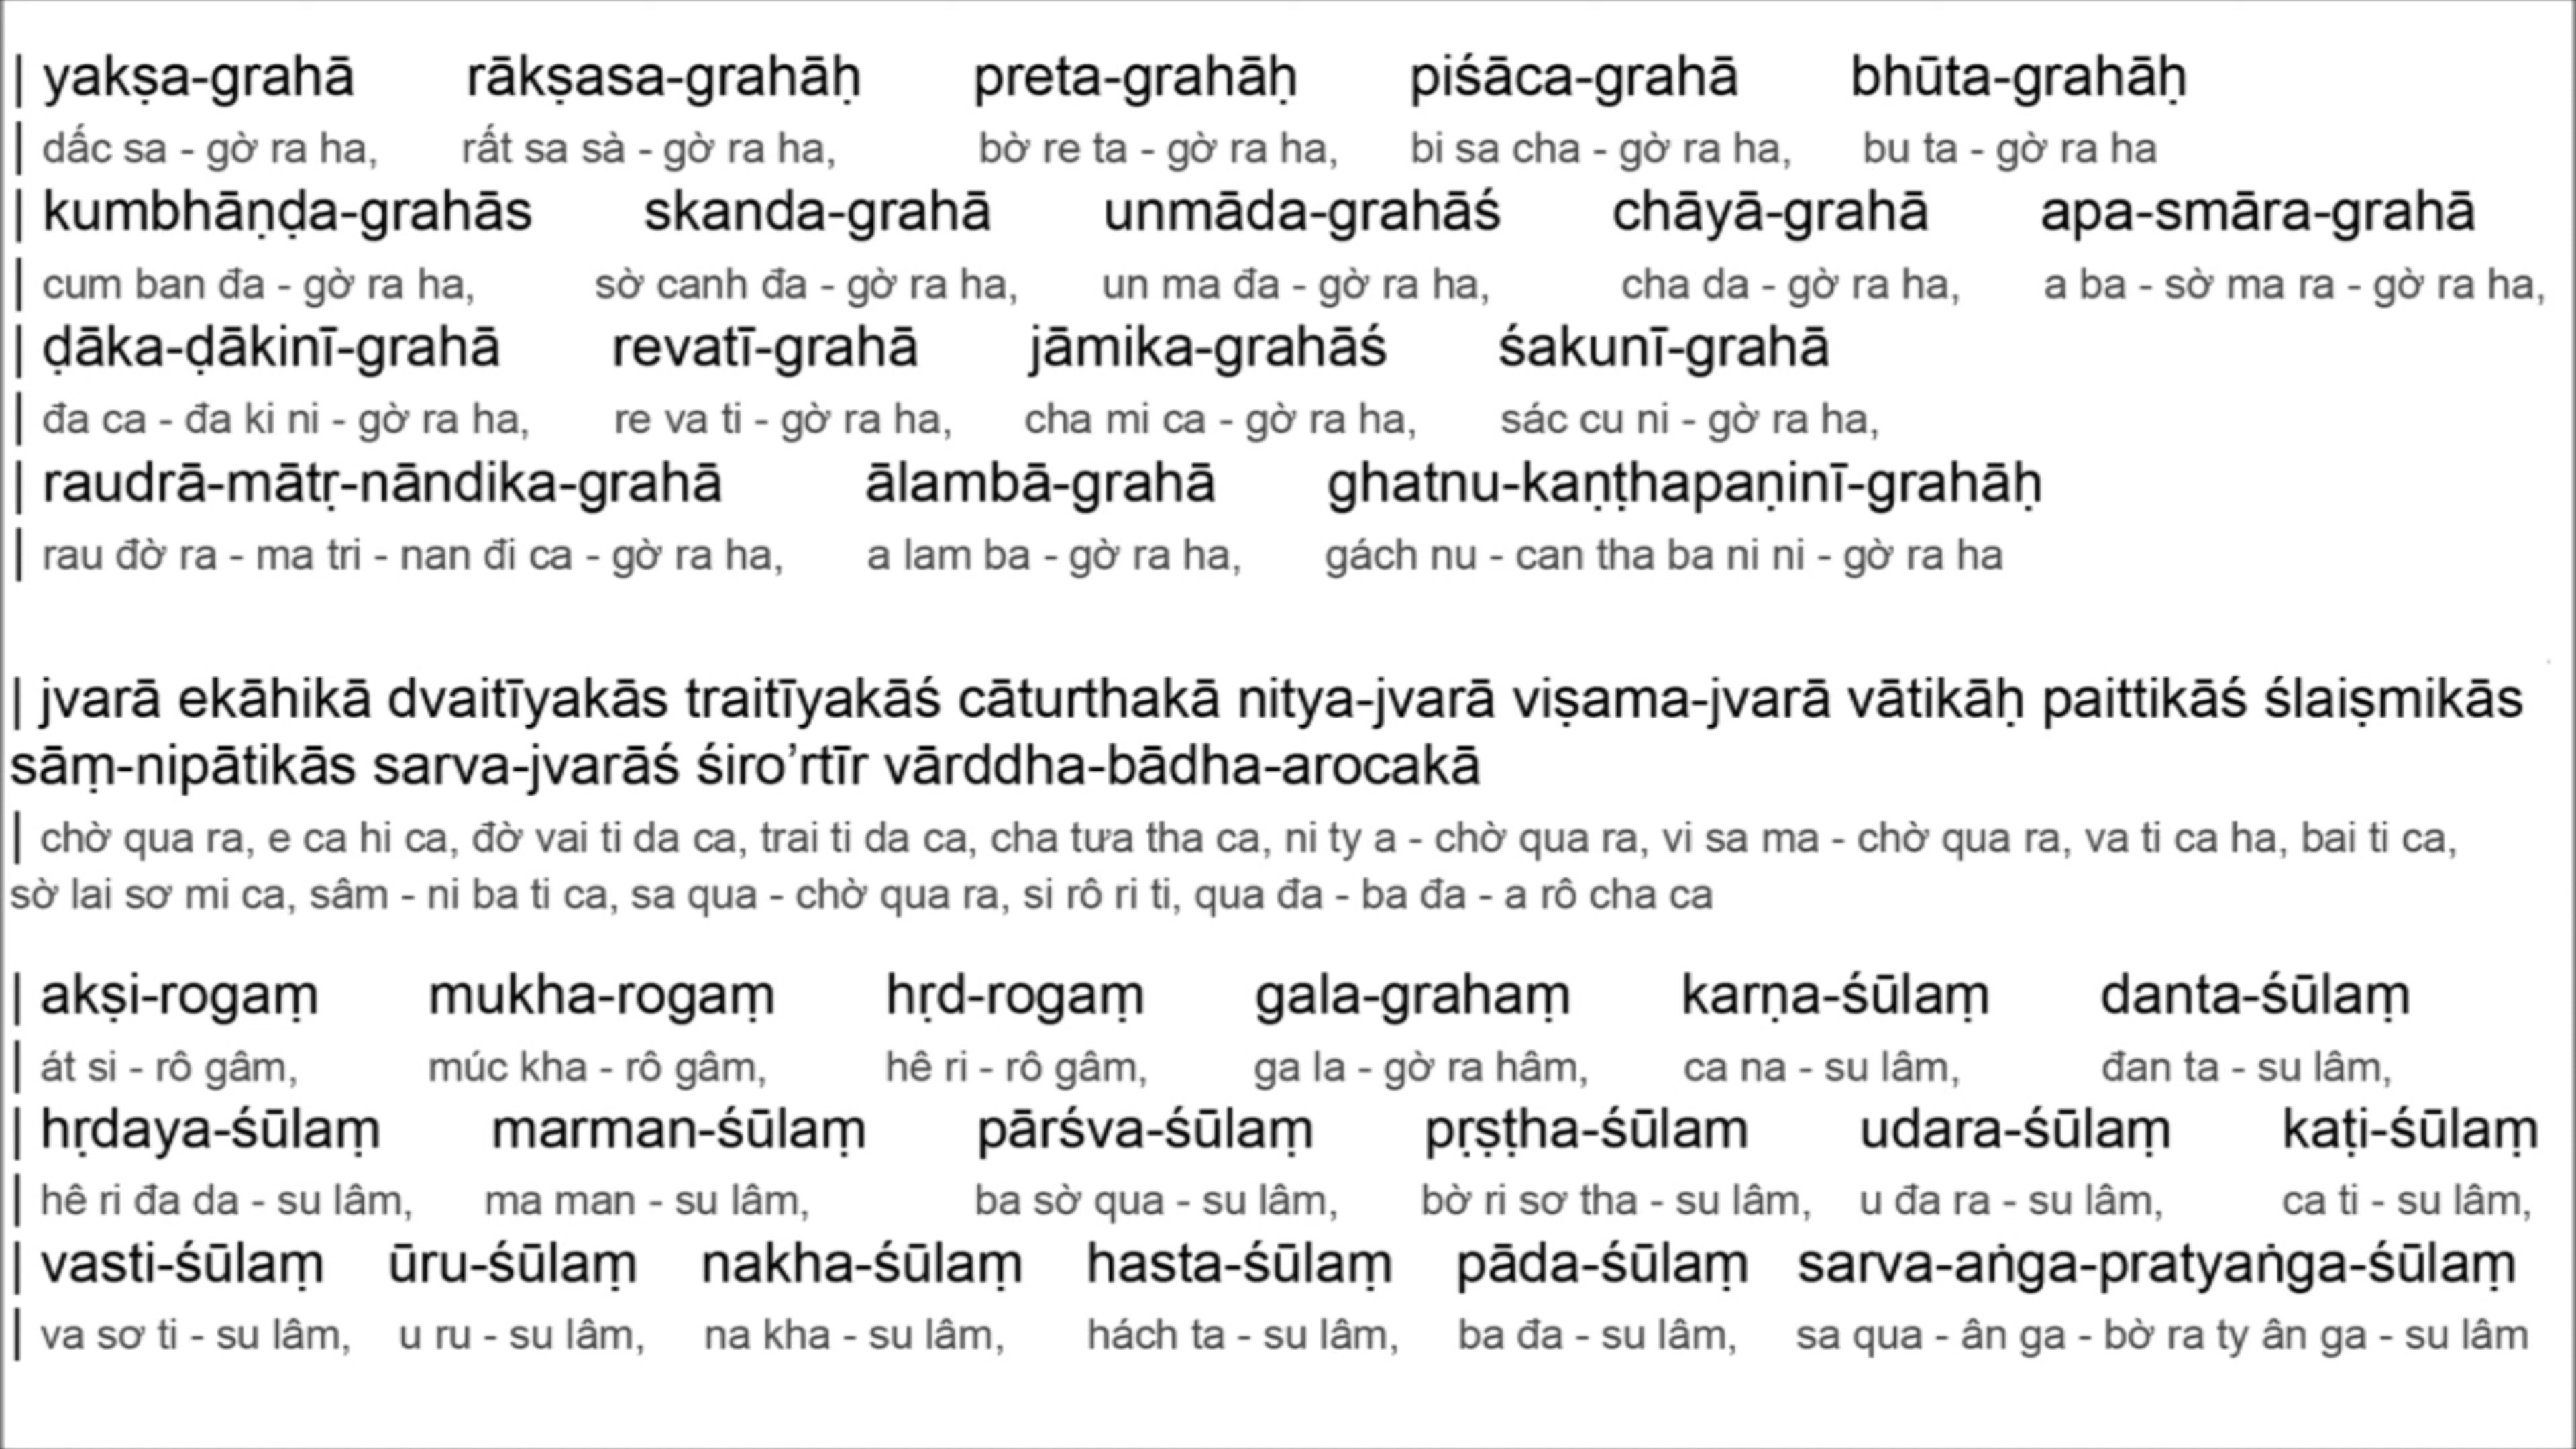 | yakṣa-grahā rākṣasa-grahāḥ preta-grahāḥ piśāca-grahā bhūta-grahāḥ
| dắc sa - gờ ra ha, rất sa sà - gờ ra ha, bờ re ta - gờ ra ha, bi sa cha - gờ ra ha, bu ta - gờ ra ha
| kumbhāṇḍa-grahās skanda-grahā unmāda-grahāś chāyā-grahā apa-smāra-grahā
| cum ban đa - gờ ra ha, sờ canh đa - gờ ra ha, un ma đa - gờ ra ha, cha da - gờ ra ha, a ba - sờ ma ra - gờ ra ha,
| ḍāka-ḍākinī-grahā revatī-grahā jāmika-grahāś śakunī-grahā
| đa ca - đa ki ni - gờ ra ha, re va ti - gờ ra ha, cha mi ca - gờ ra ha, sác cu ni - gờ ra ha,
| raudrā-mātṛ-nāndika-grahā ālambā-grahā ghatnu-kaṇṭhapaṇinī-grahāḥ
| rau đờ ra - ma tri - nan đi ca - gờ ra ha, a lam ba - gờ ra ha, gách nu - can tha ba ni ni - gờ ra ha
| jvarā ekāhikā dvaitīyakās traitīyakāś cāturthakā nitya-jvarā viṣama-jvarā vātikāḥ paittikāś ślaiṣmikās
sāṃ-nipātikās sarva-jvarāś śiro’rtīr vārddha-bādha-arocakā
| chờ qua ra, e ca hi ca, đờ vai ti da ca, trai ti da ca, cha tưa tha ca, ni ty a - chờ qua ra, vi sa ma - chờ qua ra, va ti ca ha, bai ti ca,
sờ lai sơ mi ca, sâm - ni ba ti ca, sa qua - chờ qua ra, si rô ri ti, qua đa - ba đa - a rô cha ca
| akṣi-rogaṃ mukha-rogaṃ hṛd-rogaṃ gala-grahaṃ karṇa-śūlaṃ danta-śūlaṃ
| át si - rô gâm, múc kha - rô gâm, hê ri - rô gâm, ga la - gờ ra hâm, ca na - su lâm, đan ta - su lâm,
| hṛdaya-śūlaṃ marman-śūlaṃ pārśva-śūlaṃ pṛṣṭha-śūlam udara-śūlaṃ kaṭi-śūlaṃ
| hê ri đa da - su lâm, ma man - su lâm, ba sờ qua - su lâm, bờ ri sơ tha - su lâm, u đa ra - su lâm, ca ti - su lâm,
| vasti-śūlaṃ ūru-śūlaṃ nakha-śūlaṃ hasta-śūlaṃ pāda-śūlaṃ sarva-aṅga-pratyaṅga-śūlaṃ
| va sơ ti - su lâm, u ru - su lâm, na kha - su lâm, hách ta - su lâm, ba đa - su lâm, sa qua - ân ga - bờ ra ty ân ga - su lâm